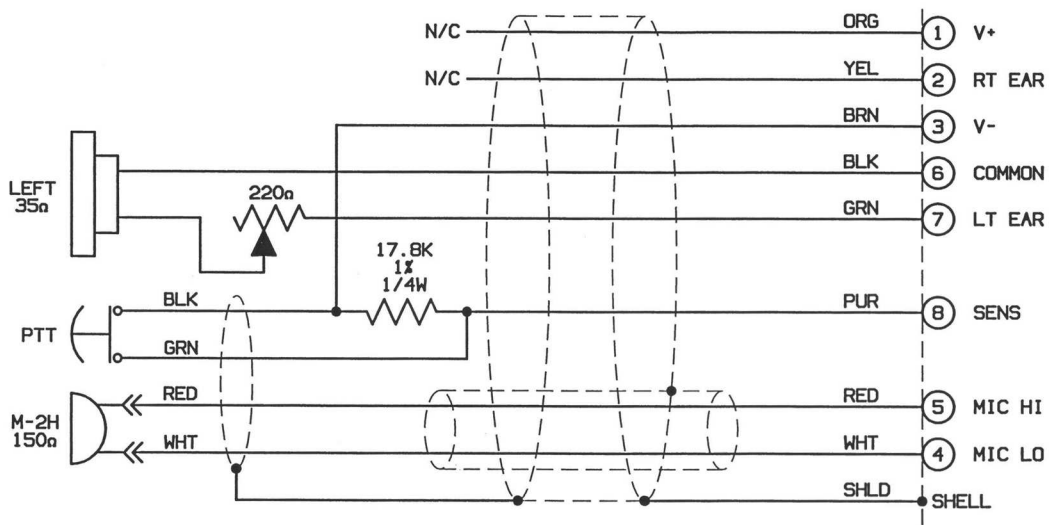 N/C ORG 1 V+
N/C YEL 2 RT EAR
BRN 3 V-
BLK 6 COMMON
LEFT
35Ω
220Ω
GRN 7 LT EAR
17.8K
1%
1/4W
PTT
BLK
PUR 8 SENS
GRN
M-2H
150Ω
RED RED 5 MIC HI
WHT WHT 4 MIC LO
SHLD SHELL